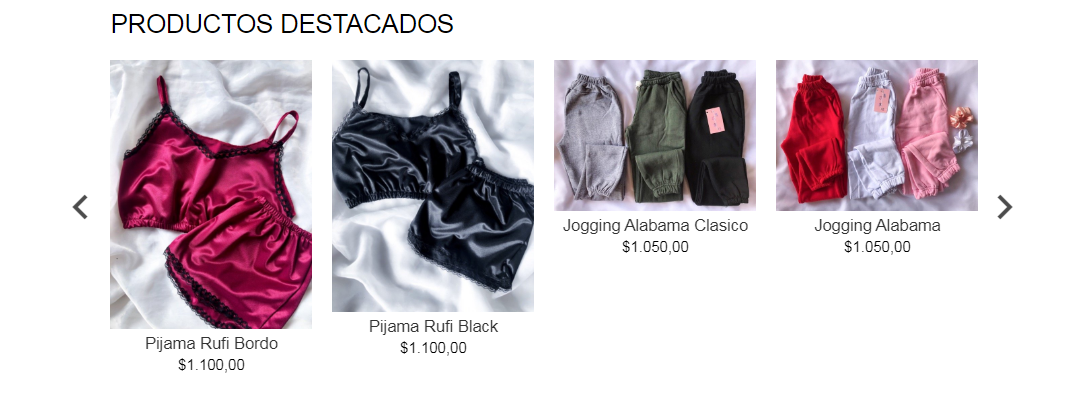 PRODUCTOS DESTACADOS
Jogging Alabama Clasico
$1.050,00
Jogging Alabama
$1.050,00
Pijama Rufi Black
$1.100,00
Pijama Rufi Bordo
$1.100,00